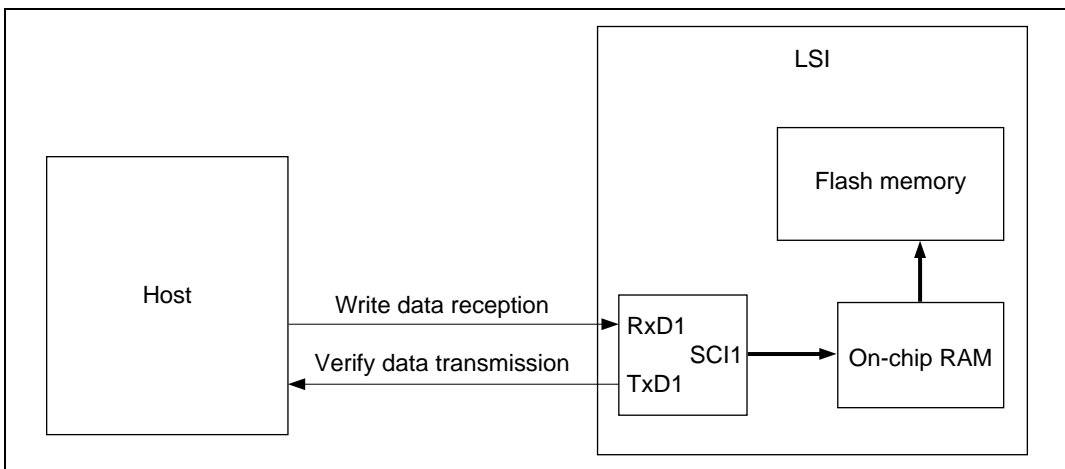 LSI
Flash memory
Host
Write data reception
RxD1
SCI1
On-chip RAM
Verify data transmission
TxD1